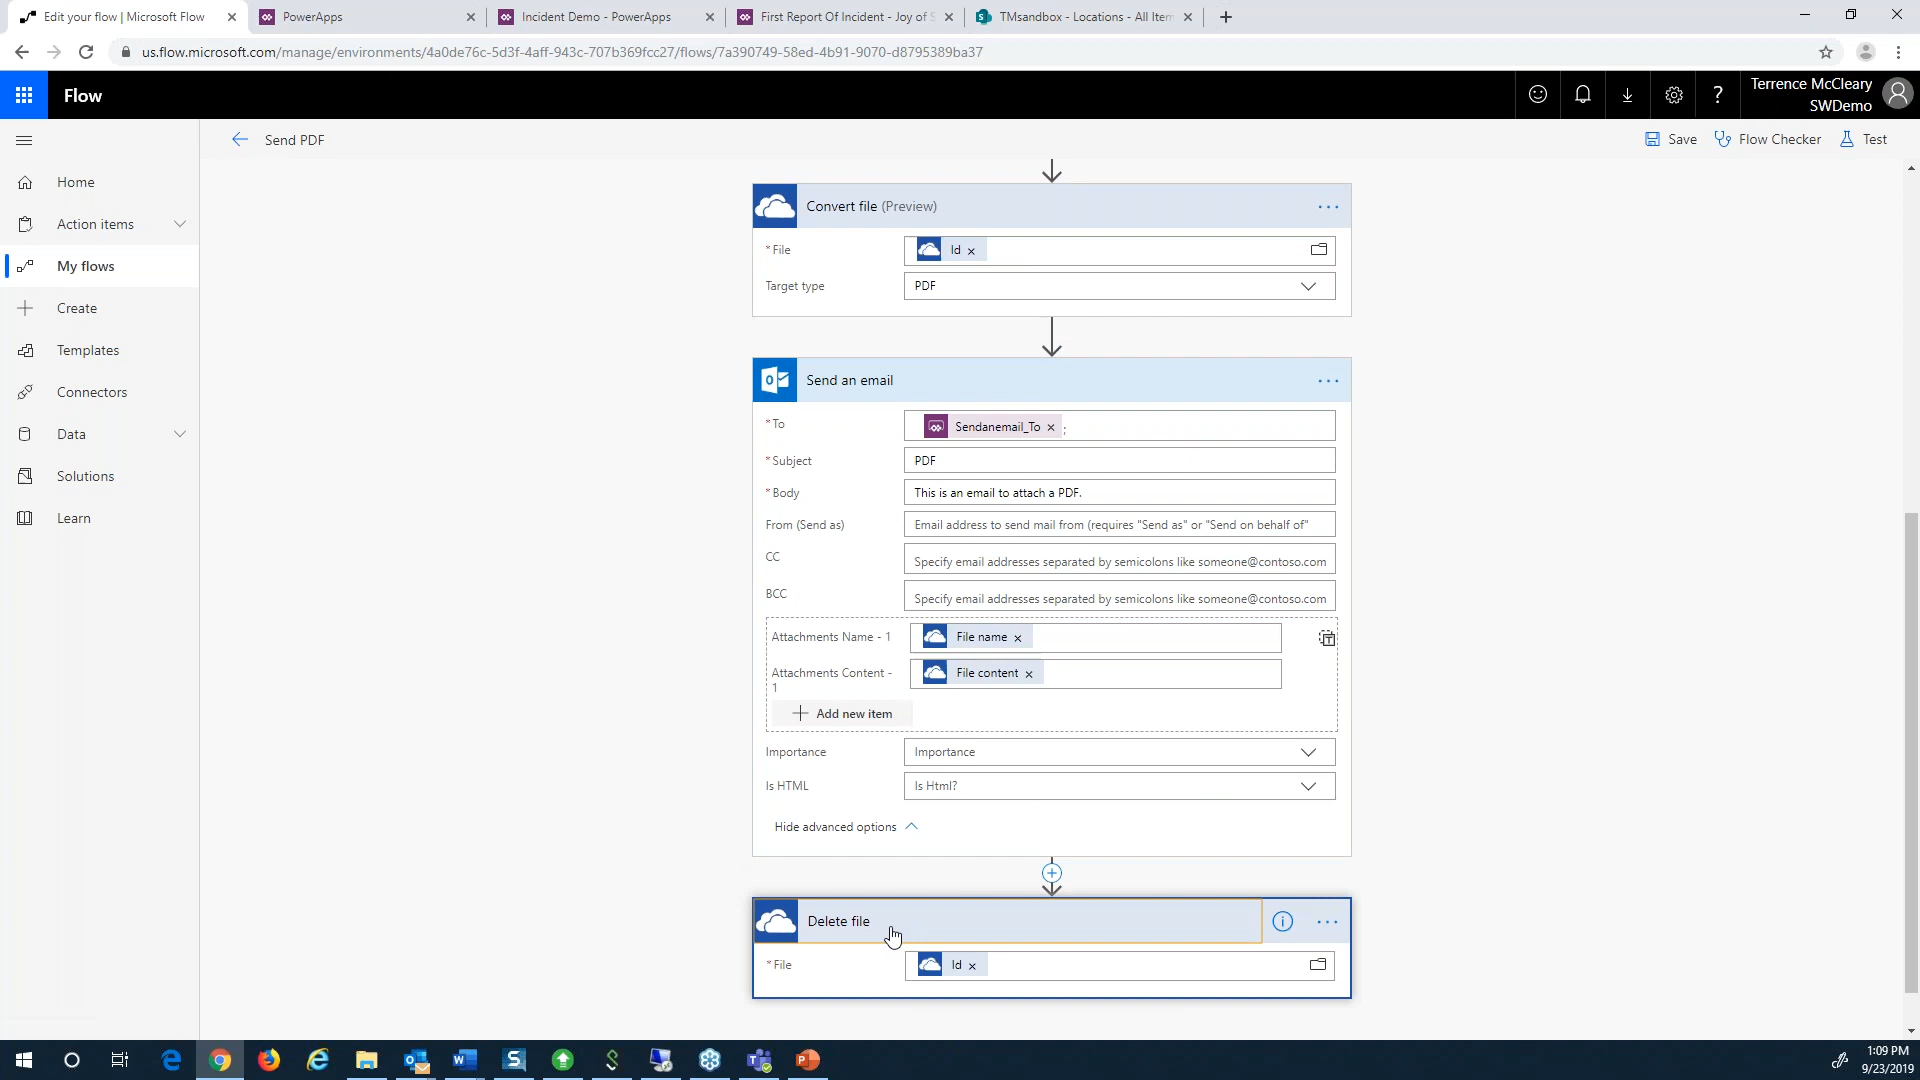 Edit your flow | Microsoft Flow
PowerApps
Incident Demo - PowerApps
First Report Of Incident - Joy of S
TMsandbox - Locations - All Item
us.flow.microsoft.com/manage/environments/4a0de76c-5d3f-4aff-943c-707b369fcc27/flows/7a390749-58ed-4b91-9070-d8795389ba37
Flow
Terrence McCleary
SWDemo
Send PDF
Save
Flow Checker
Test
Home
Action items
My flows
Create
Templates
Connectors
Data
Solutions
Learn
Convert file (Preview)
* File
Id
Target type
PDF
Send an email
* To
Sendanemail_To
;
* Subject
PDF
* Body
This is an email to attach a PDF.
From (Send as)
Email address to send mail from (requires "Send as" or "Send on behalf of"
CC
Specify email addresses separated by semicolons like someone@contoso.com
BCC
Specify email addresses separated by semicolons like someone@contoso.com
Attachments Name - 1
File name
Attachments Content -
1
File content
Add new item
Importance
Importance
Is HTML
Is Html?
Hide advanced options
Delete file
* File
Id
1:09 PM
9/23/2019